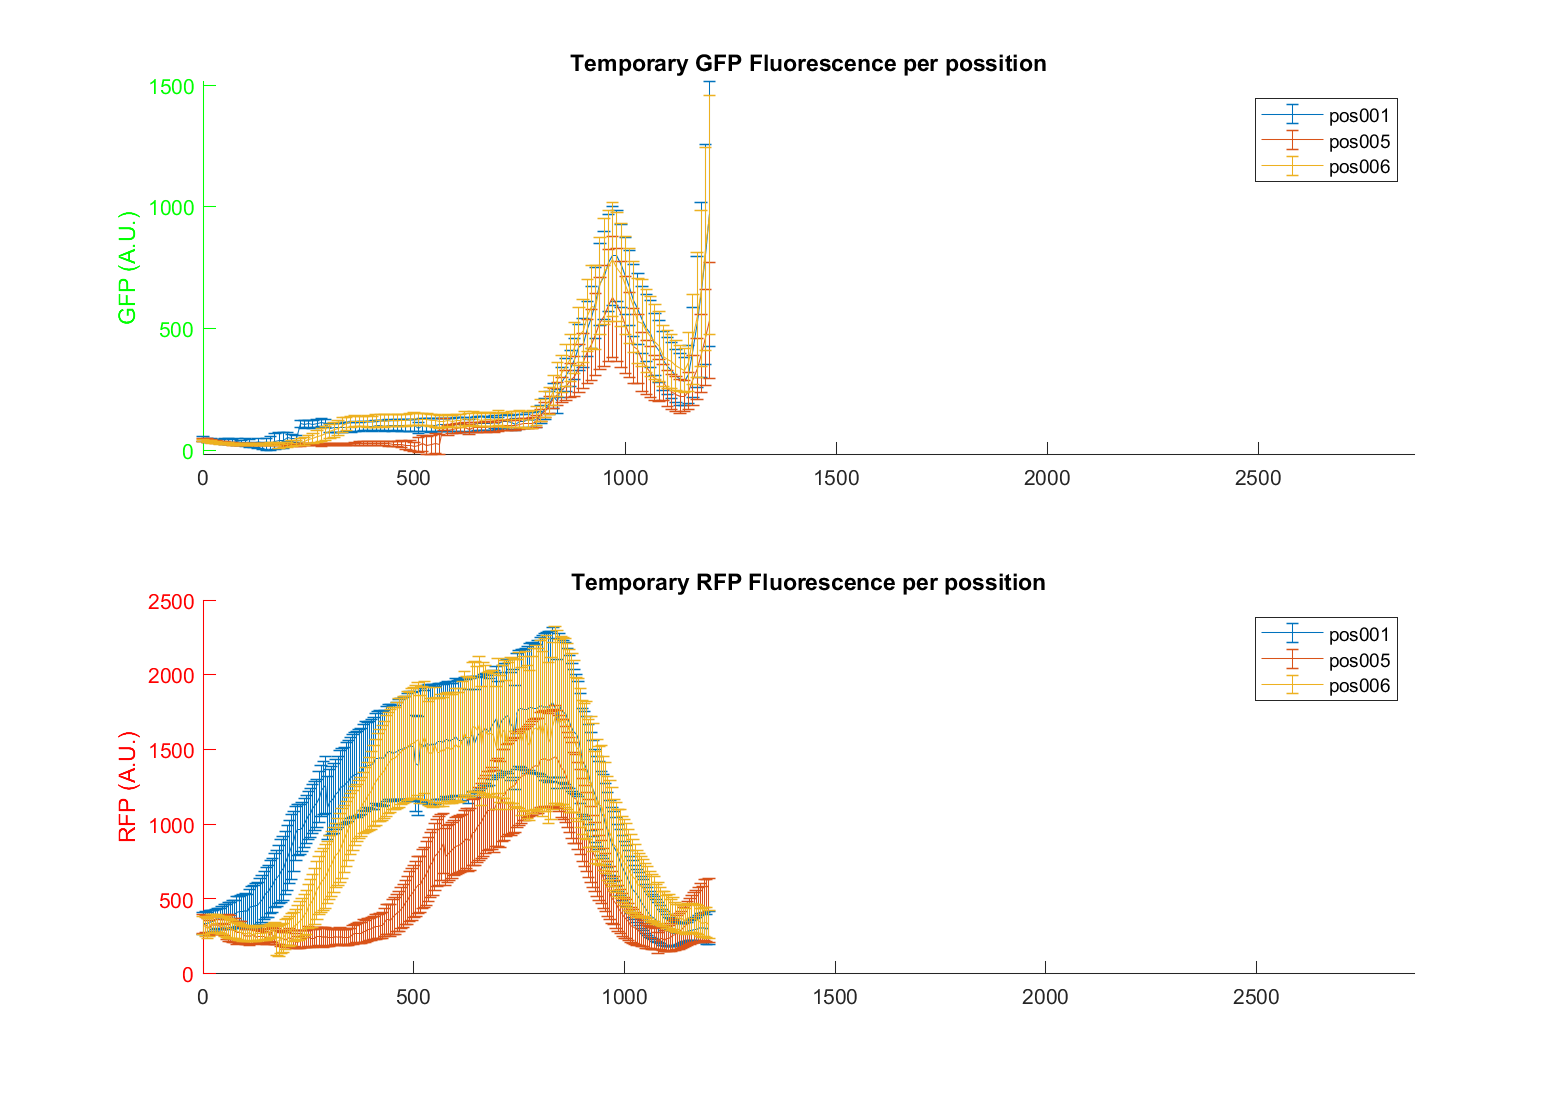 Temporary GFP Fluorescence per possition
1500
1000
500
0
GFP (A.U.)
pos001
pos005
pos006
0 500 1000 1500 2000 2500
Temporary RFP Fluorescence per possition
2500
2000
1500
1000
500
0
RFP (A.U.)
pos001
pos005
pos006
0 500 1000 1500 2000 2500